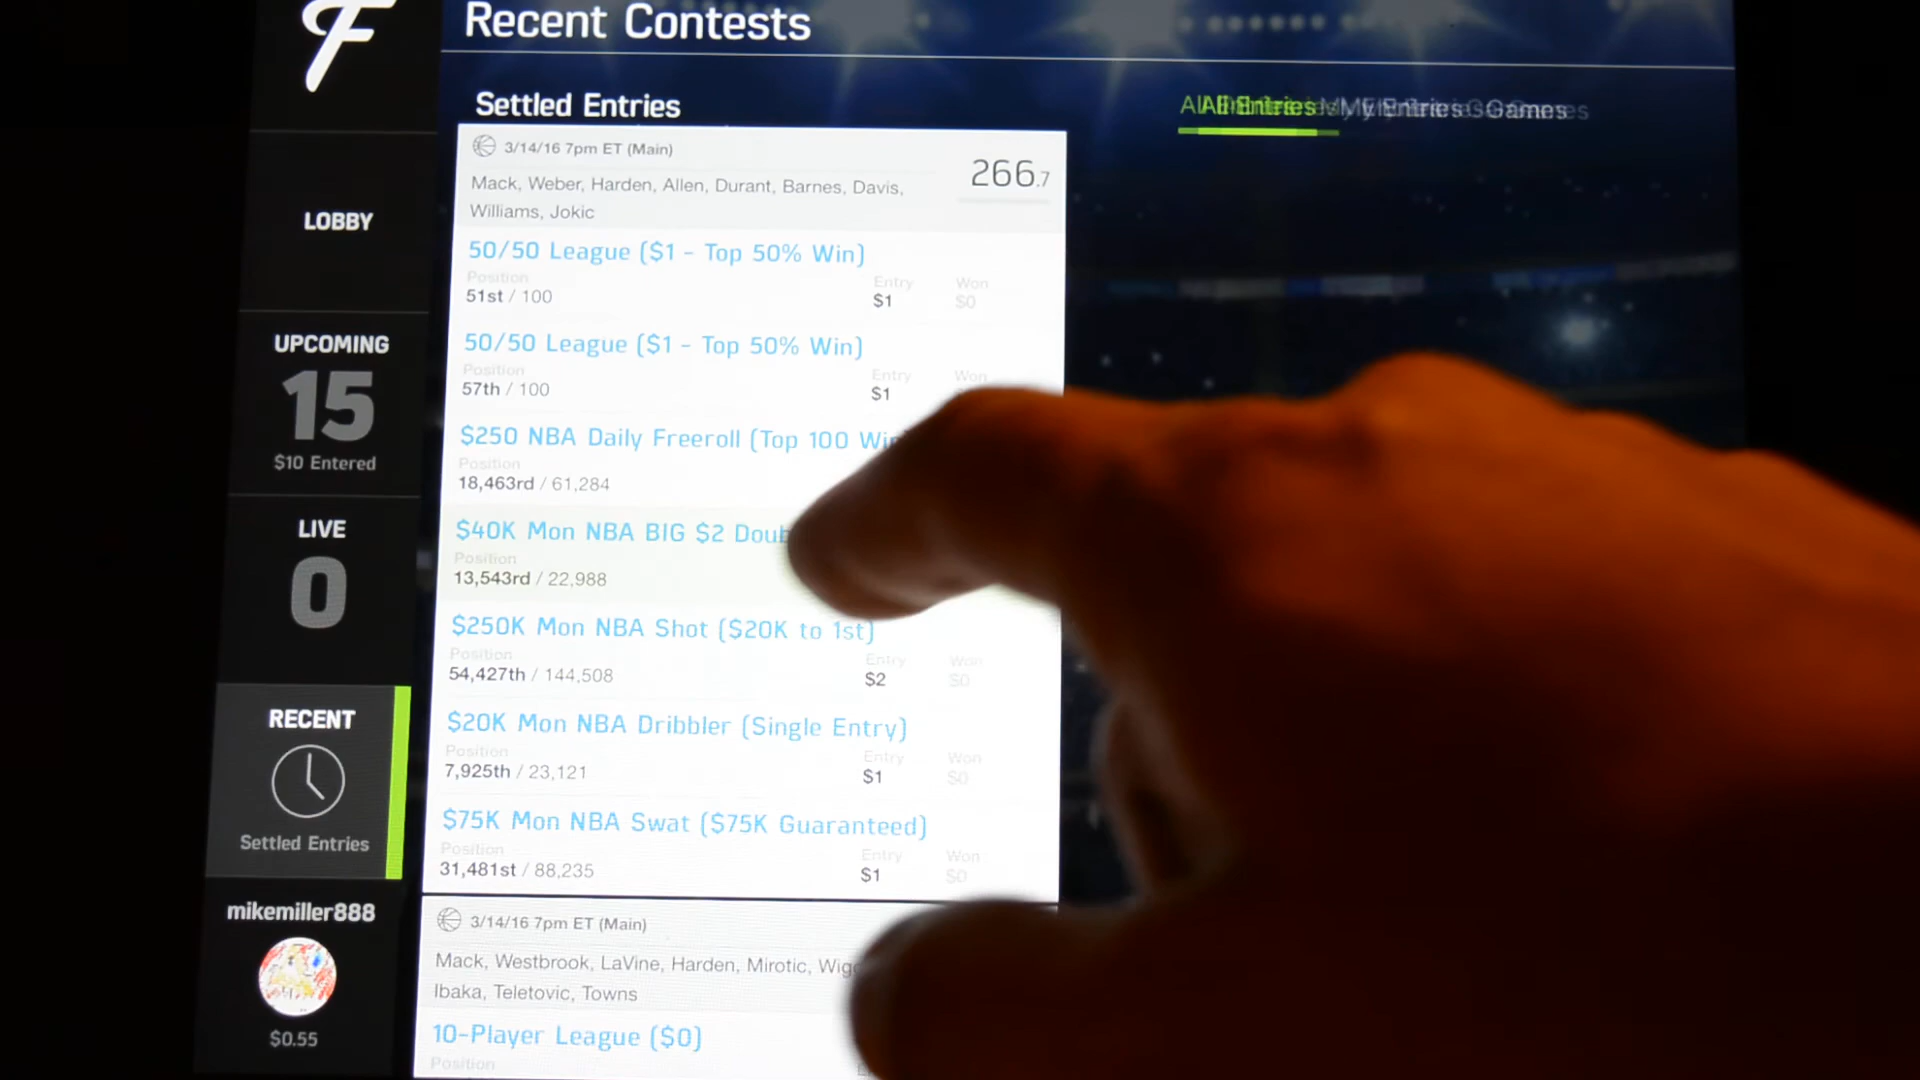 Recent Contests
Settled Entries
3/14/16 7pm ET (Main)
266.7
Mack, Weber, Harden, Allen, Durant, Barnes, Davis,
Williams, Jokic
50/50 League ($1 - Top 50% Win)
Position Entry Won
51st / 100 $1 $0
50/50 League ($1 - Top 50% Win)
Position Entry Won
57th / 100 $1
$250 NBA Daily Freeroll (Top 100
Position
18,463rd / 61,284
$40K Mon NBA BIG $2
Position
13,543rd / 22,988
$250K Mon NBA Shot ($20K to 1st)
Position Entry Won
54,427th / 144,508 $2 $0
$20K Mon NBA Dribbler (Single Entry)
Position Entry Won
7,925th / 23,121 $1 $0
$75K Mon NBA Swat ($75K Guaranteed)
Position Entry Won
31,481st / 88,235 $1 $0
3/14/16 7pm ET (Main)
Mack, Westbrook, LaVine, Harden, Mirotic,
Ibaka, Teletovic, Towns
10-Player League ($0)
Position
All Entries My Entries Games
F
LOBBY
UPCOMING
15
$10 Entered
LIVE
0
RECENT
Settled Entries
mikemiller888
$0.55